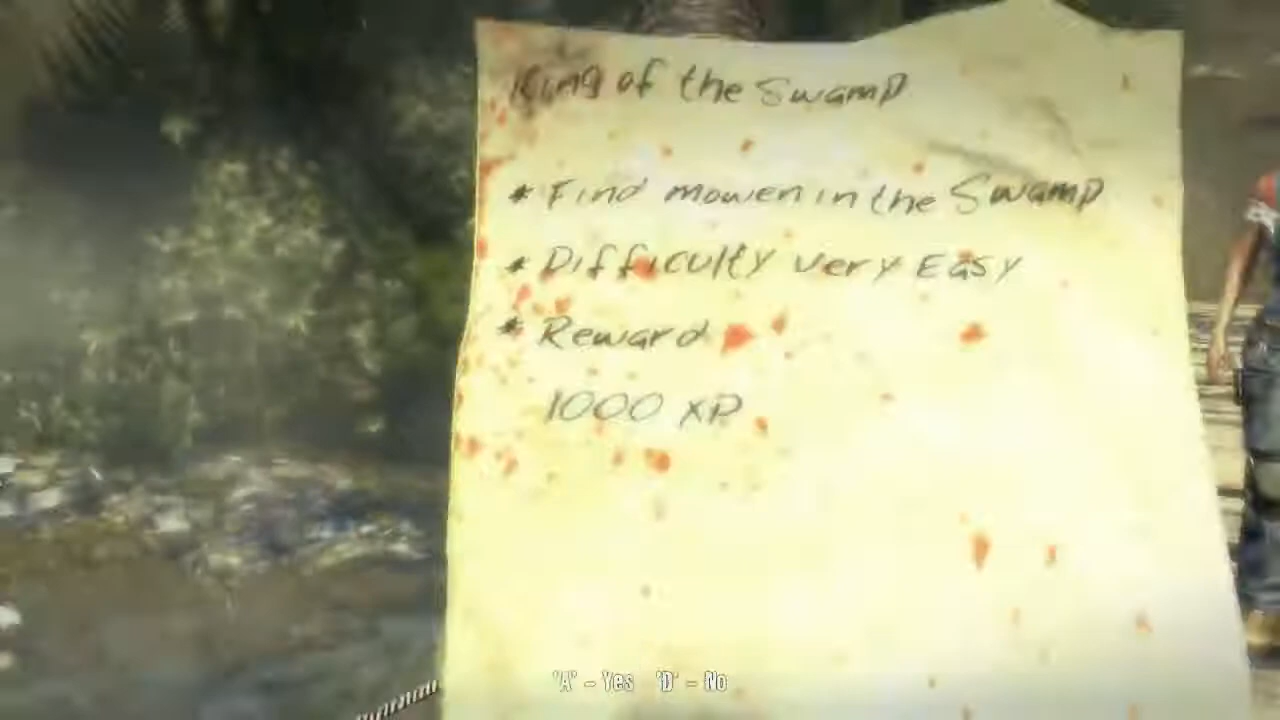 King of the Swamp
* Find mowen in the Swamp
* Difficulty very Easy
* Reward
1000 XP
'A' - Yes 'D' - No